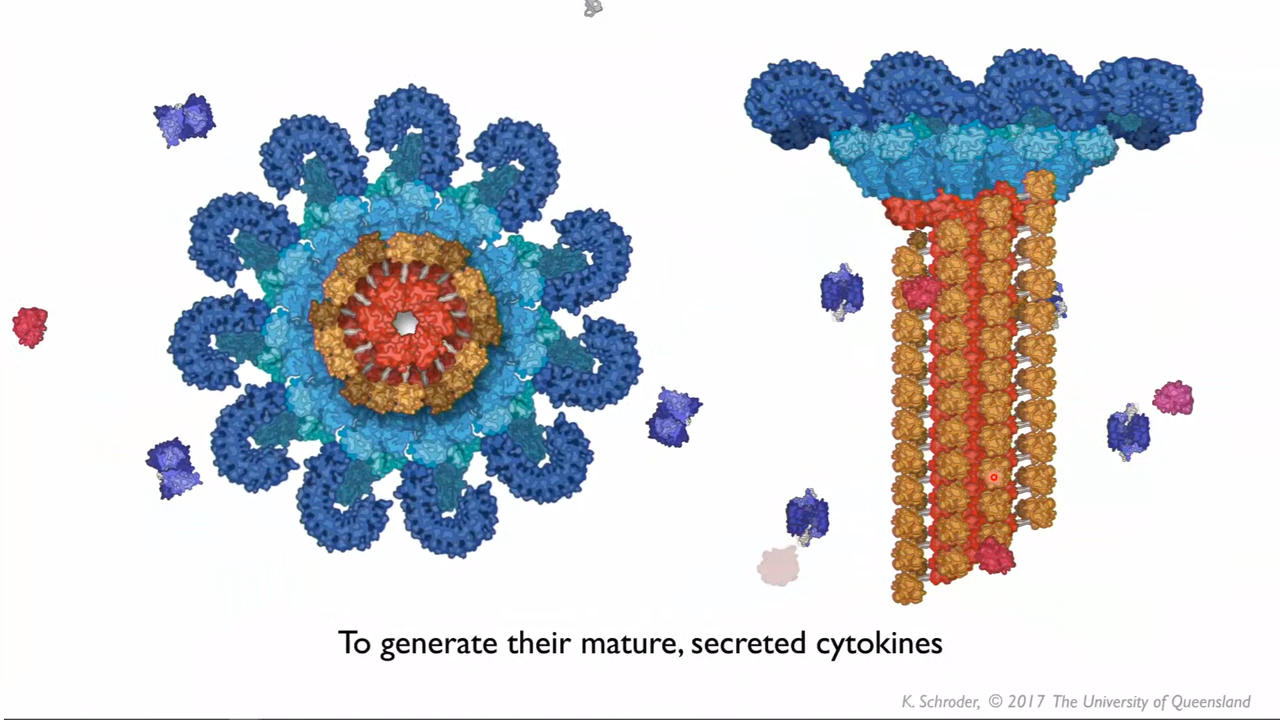 To generate their mature, secreted cytokines
K. Schroder, © 2017 The University of Queensland